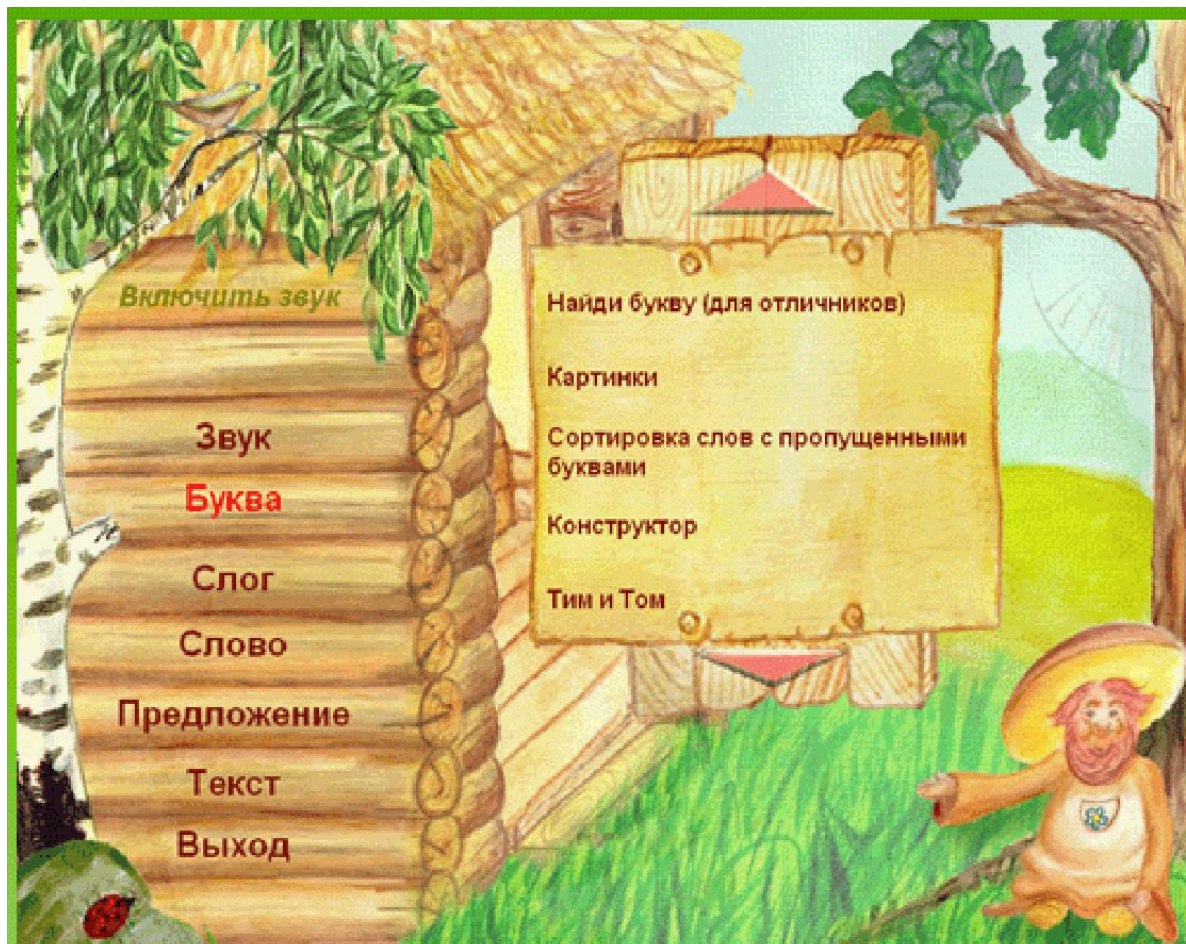 Включить звук
Звук
Буква
Слог
Слово
Предложение
Текст
Выход
Найди букву (для отличников)
Картинки
Сортировка слов с пропущенными
буквами
Конструктор
Тим и Том